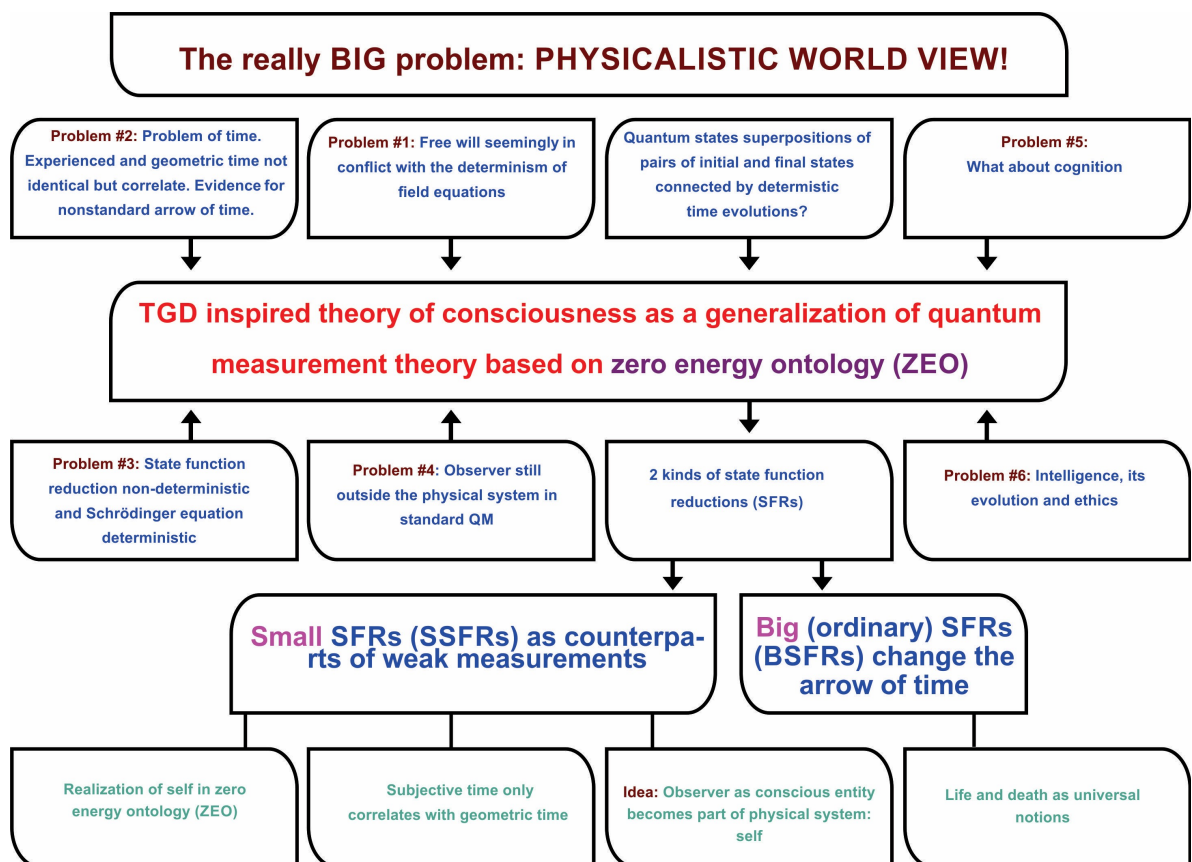 The really BIG problem: PHYSICALISTIC WORLD VIEW!
Problem #2: Problem of time.
Experienced and geometric time not
identical but correlate. Evidence for
nonstandard arrow of time.
Problem #1: Free will seemingly in
conflict with the determinism of
field equations
Quantum states superpositions of
pairs of initial and final states
connected by determistic
time evolutions?
Problem #5:
What about cognition
TGD inspired theory of consciousness as a generalization of quantum
measurement theory based on zero energy ontology (ZEO)
Problem #3: State function
reduction non-deterministic
and Schrödinger equation
deterministic
Problem #4: Observer still
outside the physical system in
standard QM
2 kinds of state function
reductions (SFRs)
Problem #6: Intelligence, its
evolution and ethics
Small SFRs (SSFRs) as counterpa-
rts of weak measurements
Big (ordinary) SFRs
(BSFRs) change the
arrow of time
Realization of self in zero
energy ontology (ZEO)
Subjective time only
correlates with geometric time
Idea: Observer as conscious entity
becomes part of physical system:
self
Life and death as universal
notions